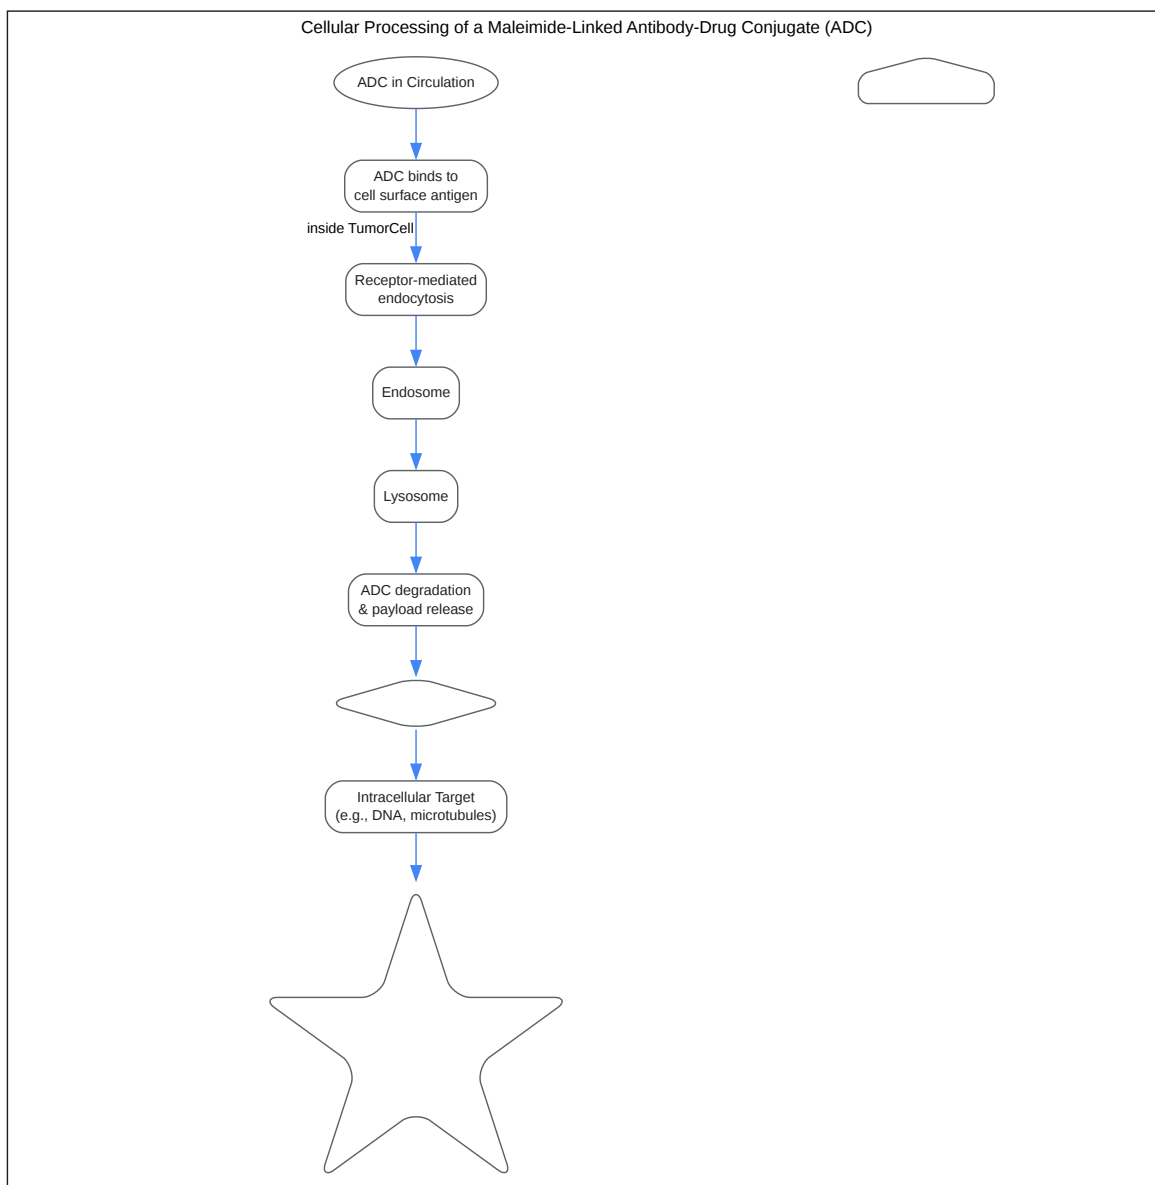 Cellular Processing of a Maleimide-Linked Antibody-Drug Conjugate (ADC)
ADC in Circulation
ADC binds to
cell surface antigen
inside TumorCell
Receptor-mediated
endocytosis
Endosome
Lysosome
ADC degradation
& payload release
Intracellular Target
(e.g., DNA, microtubules)